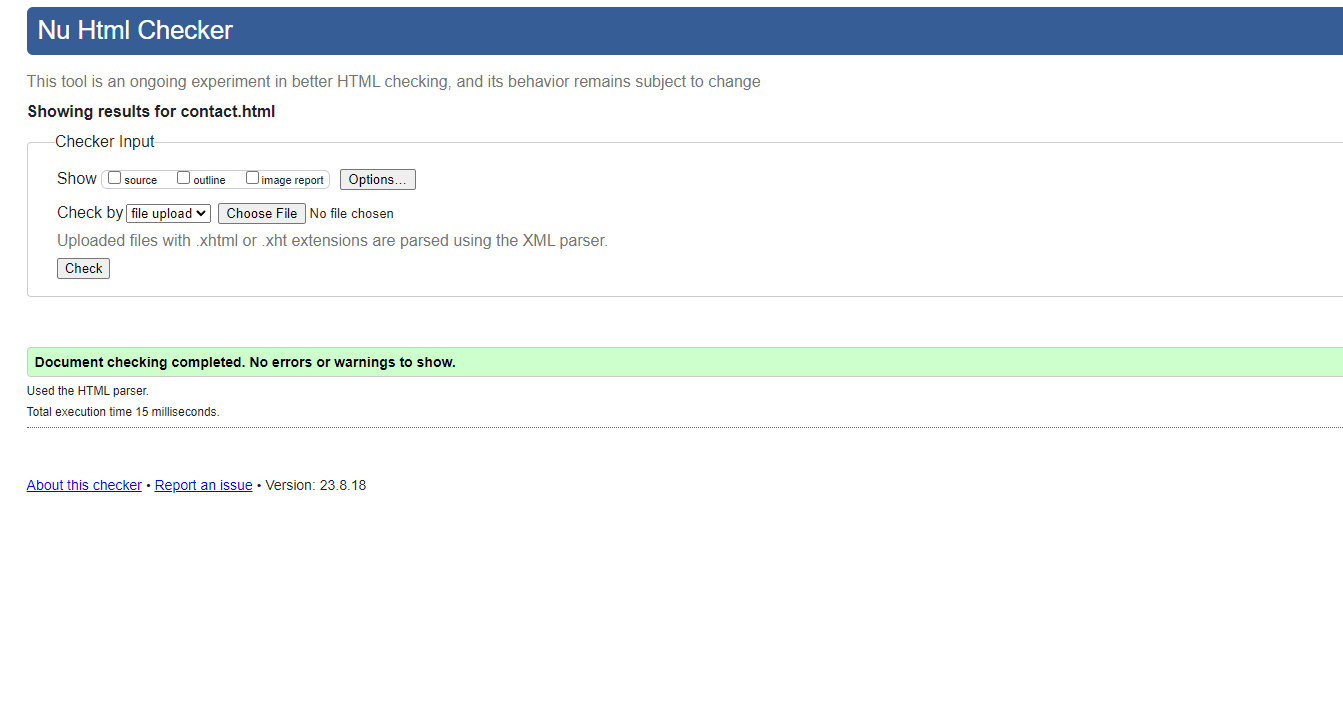 Nu Html Checker
This tool is an ongoing experiment in better HTML checking, and its behavior remains subject to change
Showing results for contact.html
Checker Input
Show source outline image report Options...
Check by file upload Choose File No file chosen
Uploaded files with .xhtml or .xht extensions are parsed using the XML parser.
Check
Document checking completed. No errors or warnings to show.
Used the HTML parser.
Total execution time 15 milliseconds.
About this checker • Report an issue • Version: 23.8.18